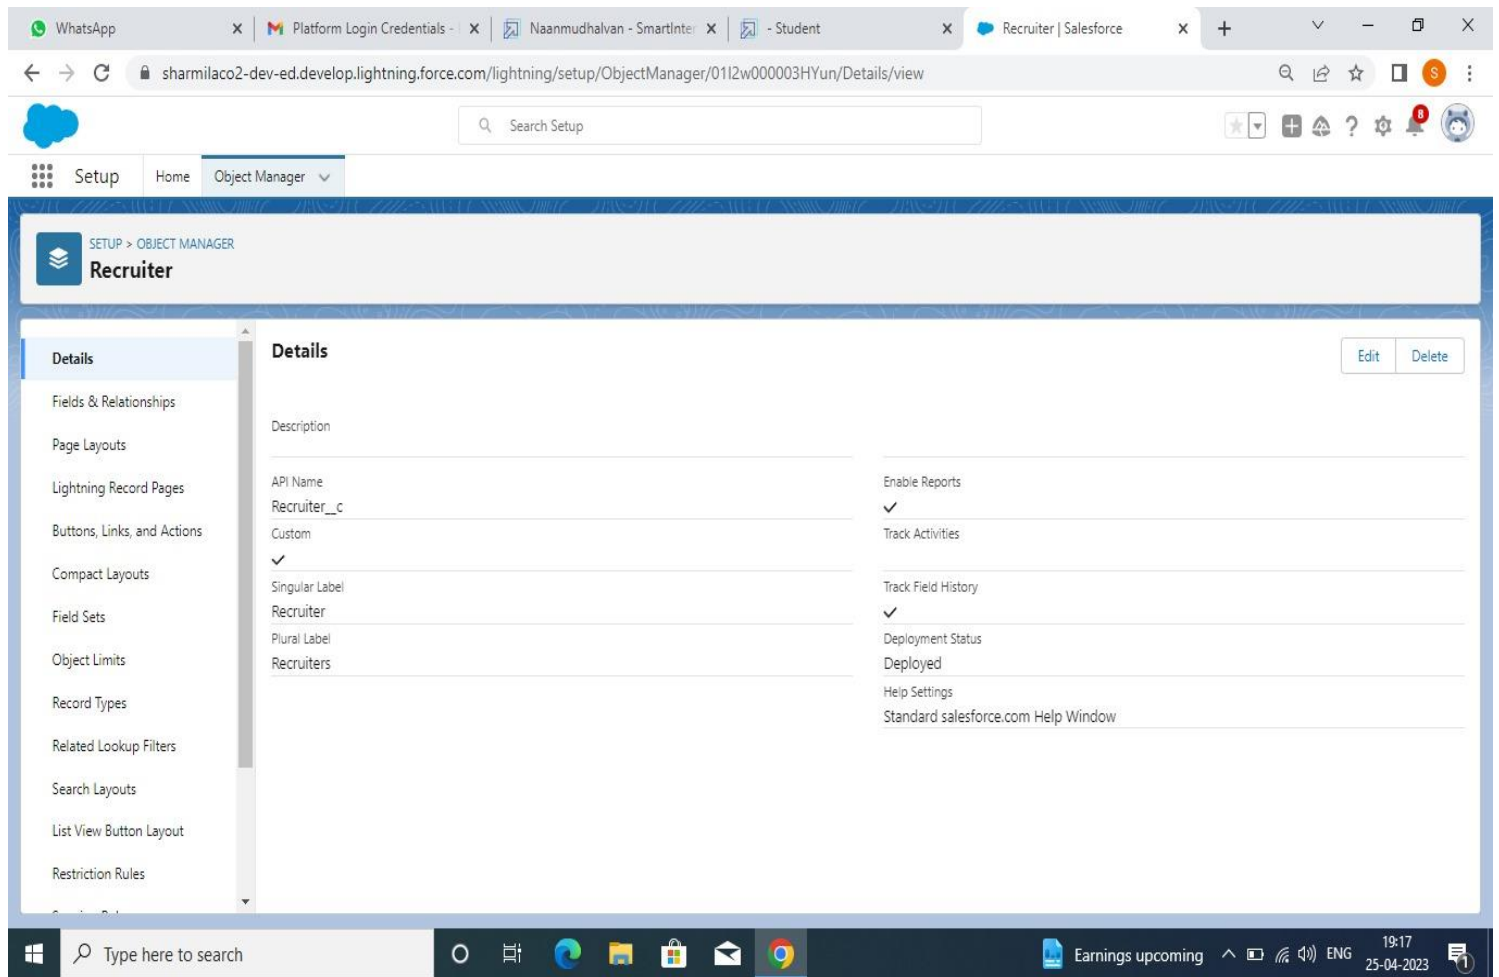 WhatsApp
Platform Login Credentials -
Naanmudhalvan - SmartInter
- Student
Recruiter | Salesforce
sharmilaco2-dev-ed.develop.lightning.force.com/lightning/setup/ObjectManager/01I2w000003HYun/Details/view
S
Search Setup
8
Setup
Home
Object Manager
SETUP > OBJECT MANAGER
Recruiter
Details
Fields & Relationships
Page Layouts
Lightning Record Pages
Buttons, Links, and Actions
Compact Layouts
Field Sets
Object Limits
Record Types
Related Lookup Filters
Search Layouts
List View Button Layout
Restriction Rules
Details
Edit
Delete
Description
API Name
Recruiter__c
Custom
Singular Label
Recruiter
Plural Label
Recruiters
Enable Reports
Track Activities
Track Field History
Deployment Status
Deployed
Help Settings
Standard salesforce.com Help Window
Type here to search
Earnings upcoming
ENG
19:17
25-04-2023
1